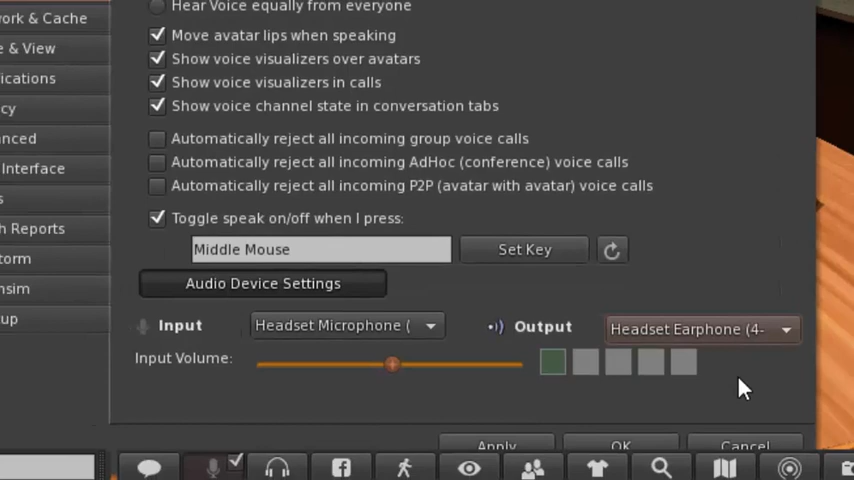 Hear Voice equally from everyone
ork & Cache
Move avatar lips when speaking
e & View
Show voice visualizers over avatars
ications
Show voice visualizers in calls
cy
Show voice channel state in conversation tabs
anced
Automatically reject all incoming group voice calls
Interface
Automatically reject all incoming AdHoc (conference) voice calls
s
Automatically reject all incoming P2P (avatar with avatar) voice calls
h Reports
Toggle speak on/off when I press:
torm
Middle Mouse
Set Key
nsim
Audio Device Settings
up
Input
Headset Microphone (
Output
Headset Earphone (4-
Input Volume:
Apply
OK
Cancel